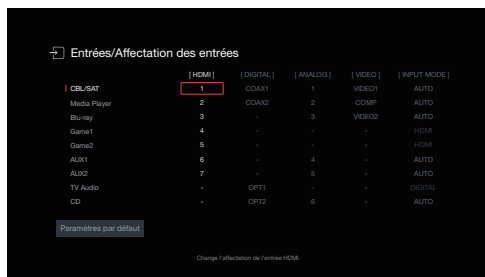 Entrées/Affectation des entrées
[ HDMI ] [ DIGITAL ] [ ANALOG ] [ VIDEO ] [ INPUT MODE ]
CBL/SAT 1 COAX1 1 VIDEO1 AUTO
Media Player 2 COAX2 2 COMP AUTO
Blu-ray 3 - 3 VIDEO2 AUTO
Game1 4 - - - HDMI
Game2 5 - - - HDMI
AUX1 6 - 4 - AUTO
AUX2 7 - 5 - AUTO
TV Audio - OPT1 - - DIGITAL
CD - OPT2 6 - AUTO
Paramètres par défaut
Change l'affectation de l'entrée HDMI.